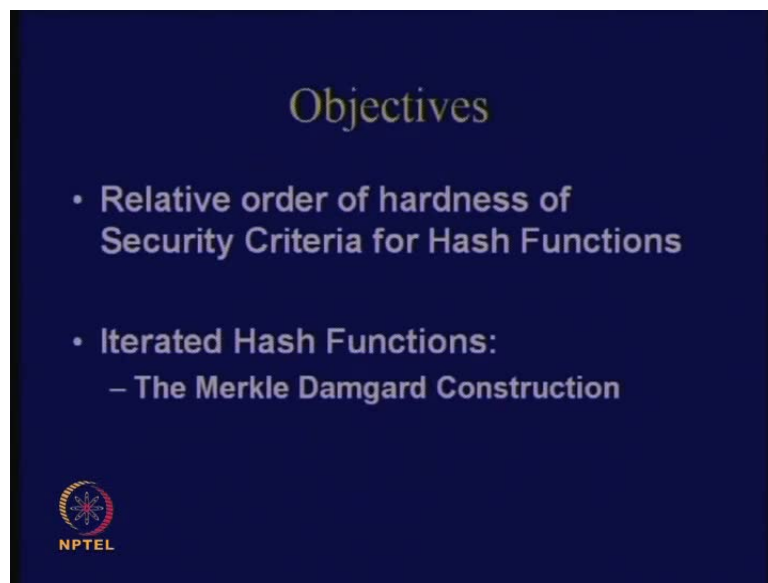 Objectives
• Relative order of hardness of
Security Criteria for Hash Functions
• Iterated Hash Functions:
– The Merkle Damgard Construction
NPTEL